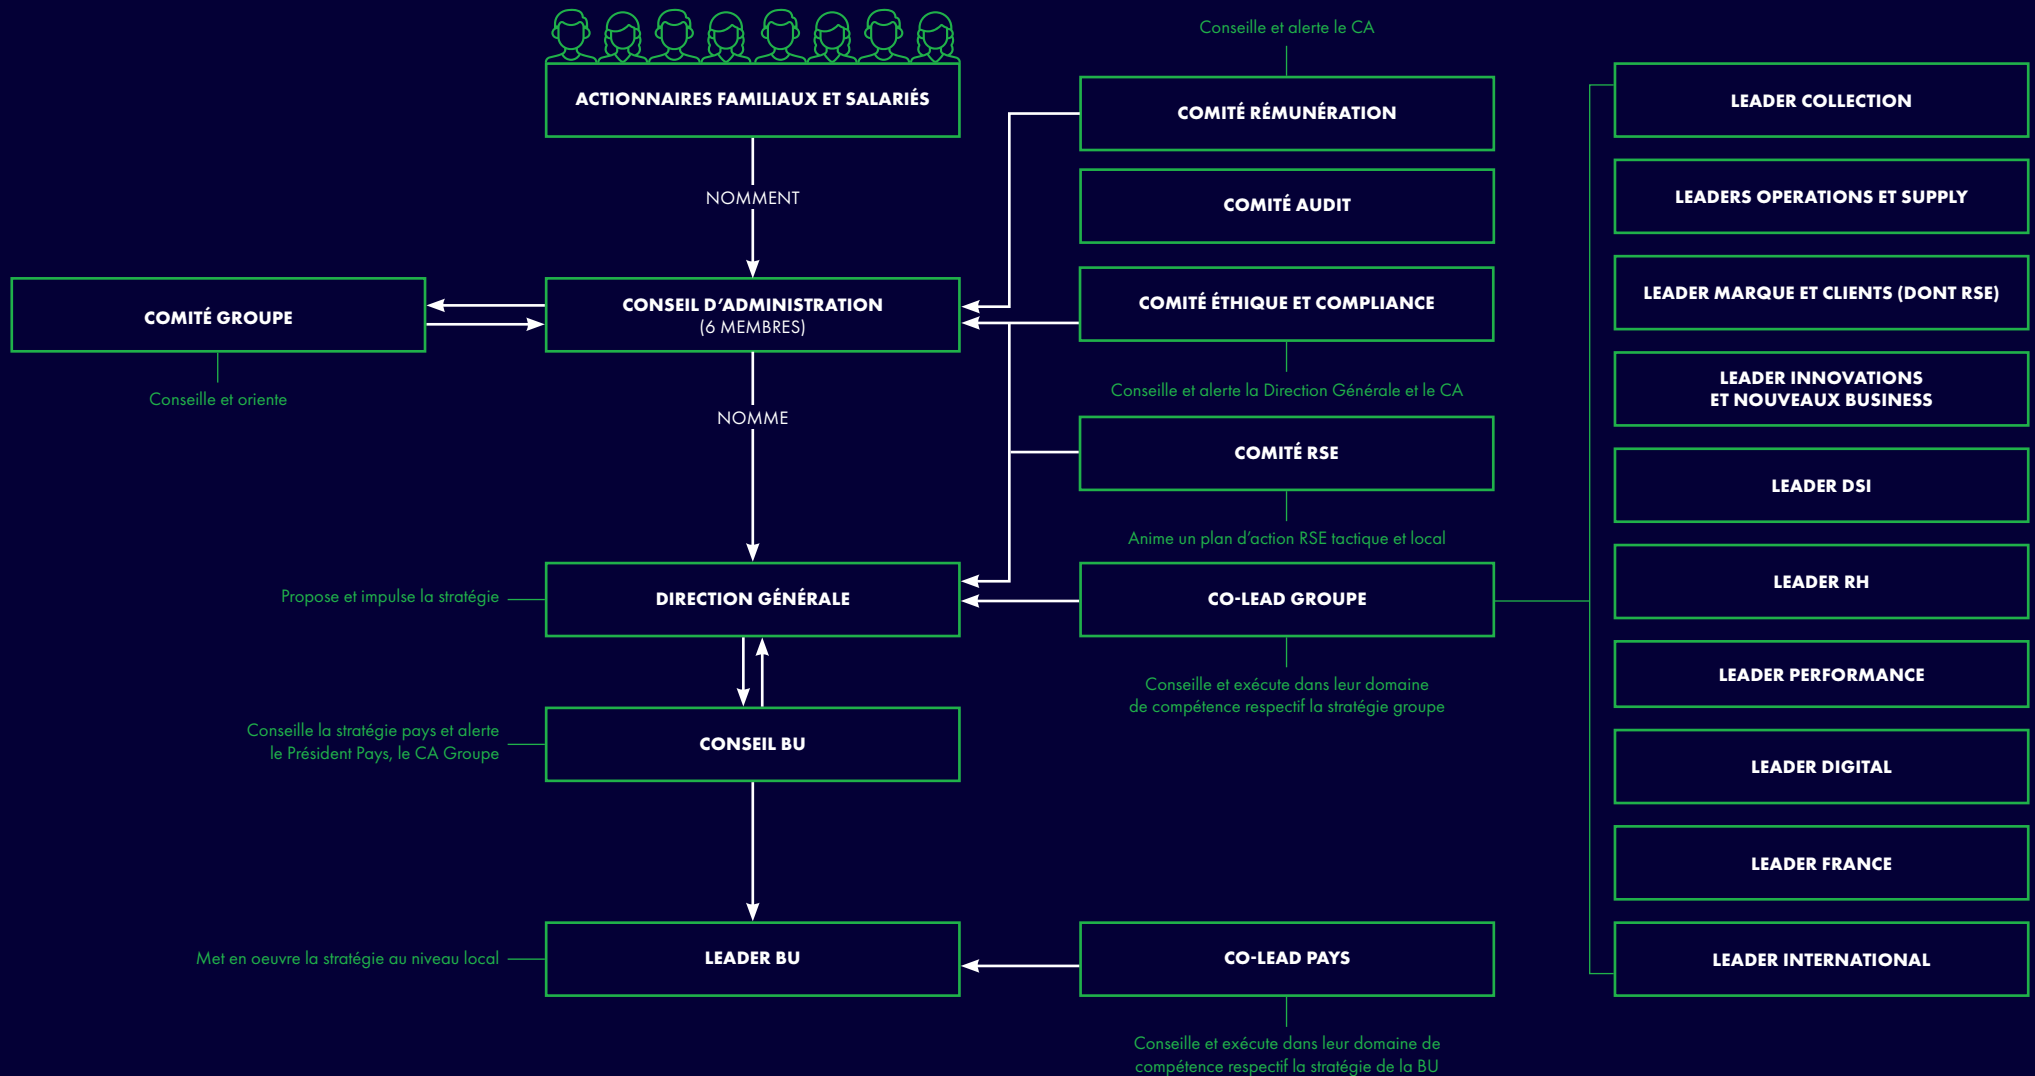 ACTIONNAIRES FAMILIAUX ET SALARIÉS
NOMMENT
COMITÉ GROUPE
Conseille et oriente
CONSEIL D'ADMINISTRATION
(6 MEMBRES)
NOMME
Propose et impulse la stratégie
DIRECTION GÉNÉRALE
Conseille la stratégie pays et alerte
le Président Pays, le CA Groupe
CONSEIL BU
Met en oeuvre la stratégie au niveau local
LEADER BU
Conseille et alerte le CA
COMITÉ RÉMUNÉRATION
COMITÉ AUDIT
COMITÉ ÉTHIQUE ET COMPLIANCE
Conseille et alerte la Direction Générale et le CA
COMITÉ RSE
Anime un plan d'action RSE tactique et local
CO-LEAD GROUPE
Conseille et exécute dans leur domaine
de compétence respectif la stratégie groupe
CO-LEAD PAYS
Conseille et exécute dans leur domaine de
compétence respectif la stratégie de la BU
LEADER COLLECTION
LEADERS OPERATIONS ET SUPPLY
LEADER MARQUE ET CLIENTS (DONT RSE)
LEADER INNOVATIONS
ET NOUVEAUX BUSINESS
LEADER DSI
LEADER RH
LEADER PERFORMANCE
LEADER DIGITAL
LEADER FRANCE
LEADER INTERNATIONAL